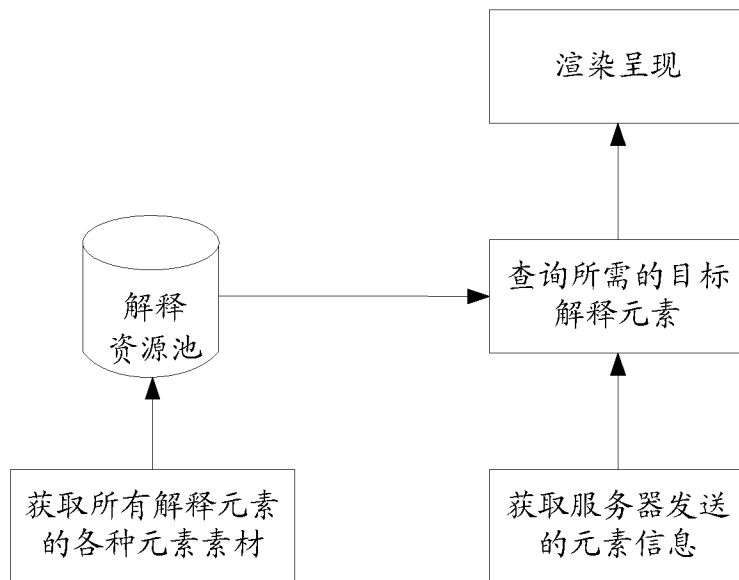 渲染呈现
查询所需的目标
解释元素
解释
资源池
获取所有解释元素
的各种元素素材
获取服务器发送
的元素信息